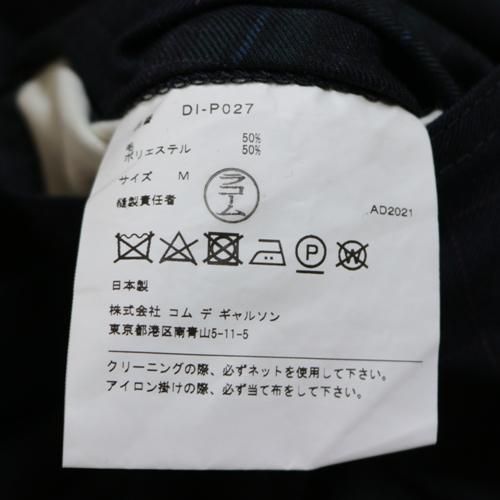 DI-P027
毛 50%
ポリエステル 50%
サイズ M
縫製責任者
AD2021
P
W
日本製
株式会社 コム デ ギャルソン
東京都港区南青山5-11-5
クリーニングの際、必ずネットを使用して下さい。
アイロン掛けの際、必ず当て布をして下さい。